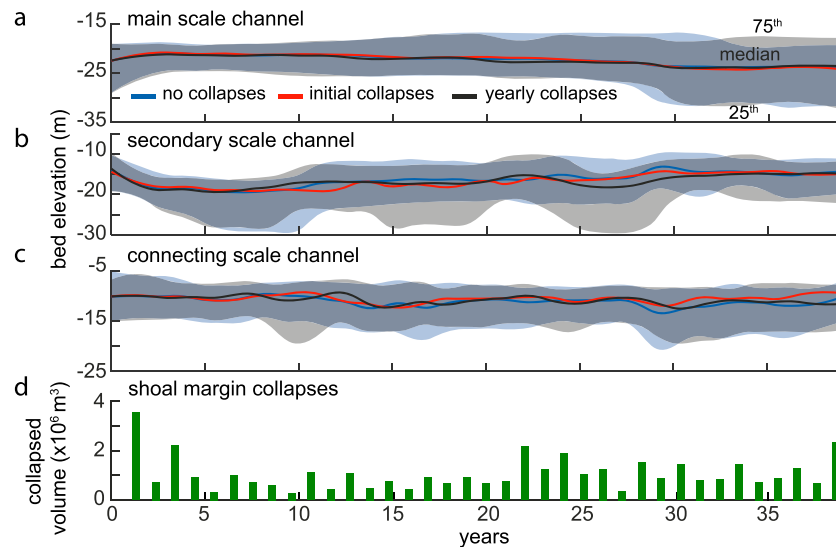 a main scale channel
-15
-25
-35
75th
median
25th
no collapses initial collapses yearly collapses
bed elevation (m)
b secondary scale channel
-10
-20
-30
c connecting scale channel
-5
-15
-25
d shoal margin collapses
collapsed
volume (x10⁶ m³)
4
2
0
0 5 10 15 20 25 30 35
years